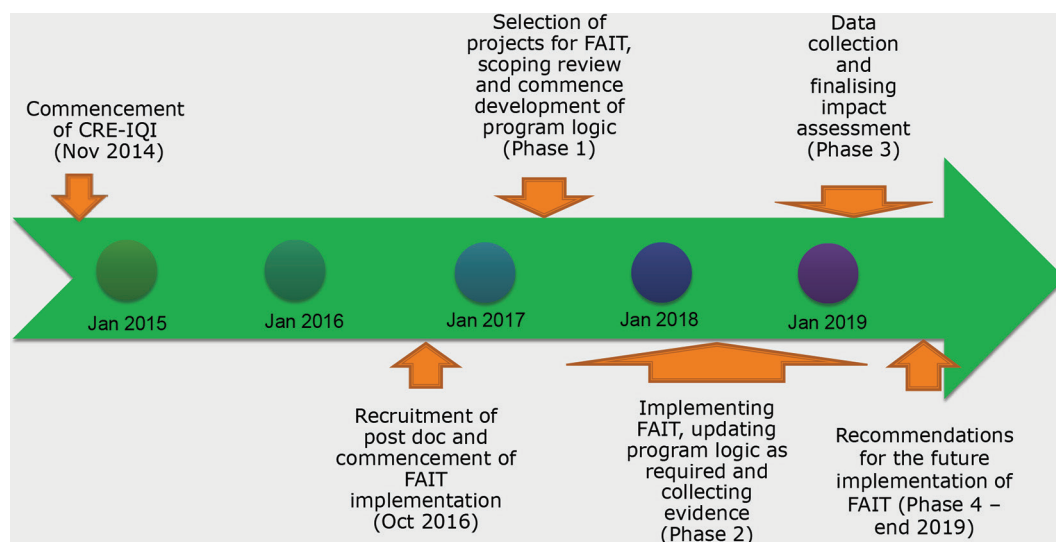 Commencement
of CRE-IQI
(Nov 2014)
Selection of
projects for FAIT,
scoping review
and commence
development of
program logic
(Phase 1)
Data
collection
and
finalising
impact
assessment
(Phase 3)
Jan 2015
Jan 2016
Jan 2017
Jan 2018
Jan 2019
Recruitment of
post doc and
commencement of
FAIT
implementation
(Oct 2016)
Implementing
FAIT, updating
program logic as
required and
collecting
evidence
(Phase 2)
Recommendations
for the future
implementation of
FAIT (Phase 4 –
end 2019)